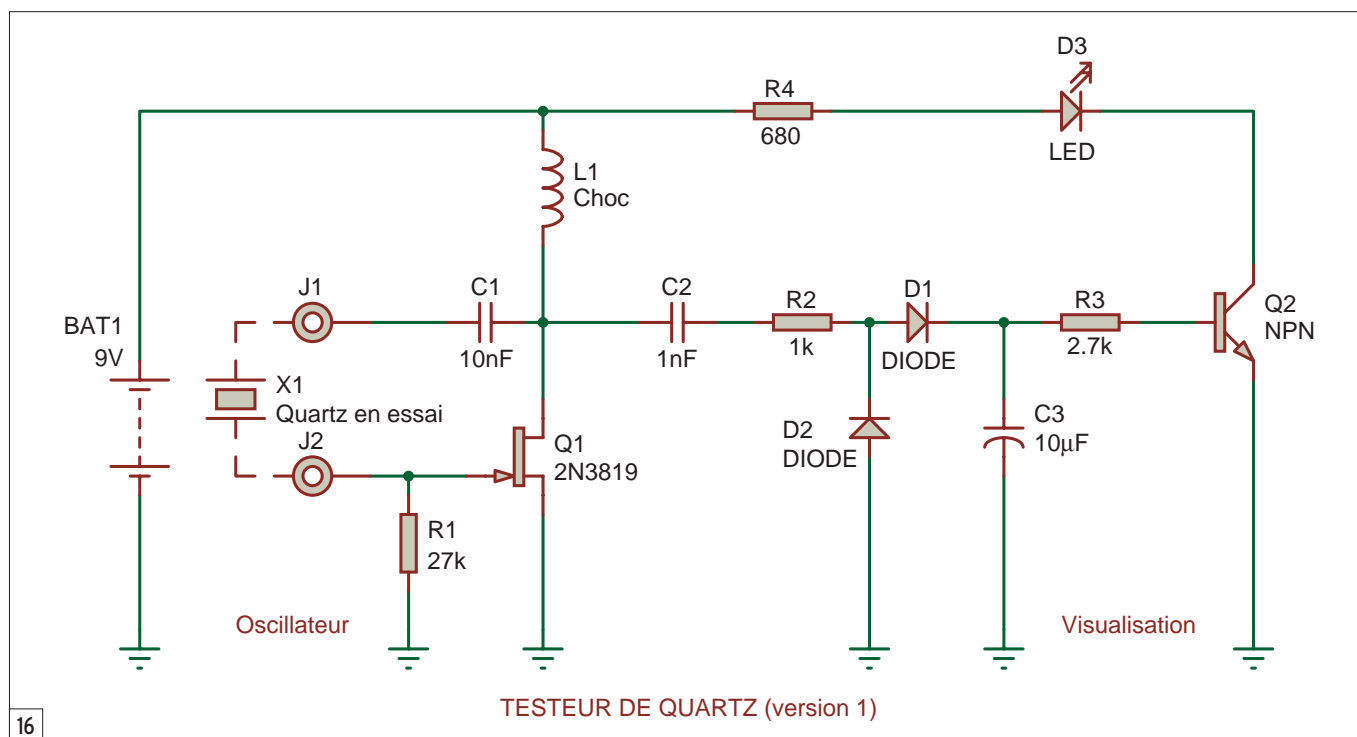 D3
R4
680
LED
L1
Choc
J1
C1
10nF
C2
1nF
R2
1k
D1
DIODE
R3
2.7k
Q2
NPN
BAT1
9V
X1
Quartz en essai
J2
Q1
2N3819
D2
DIODE
C3
10µF
R1
27k
Oscillateur
Visualisation
TESTEUR DE QUARTZ (version 1)
16